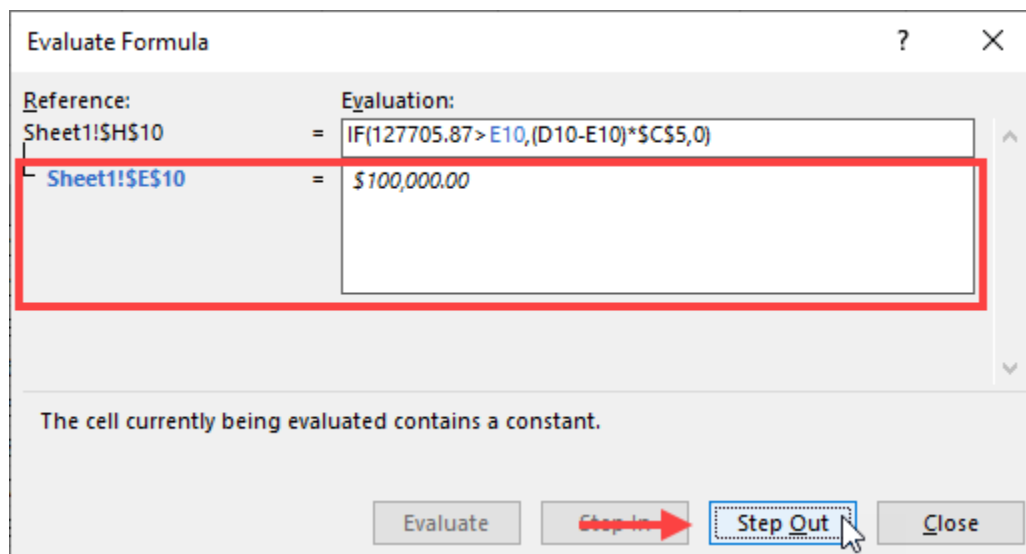 Evaluate Formula ? ×
Reference: Evaluation:
Sheet1!$H$10 = IF(127705.87>E10,(D10-E10)*$C$5,0)
Sheet1!$E$10 = $100,000.00
The cell currently being evaluated contains a constant.
Evaluate Step In Step Out Close